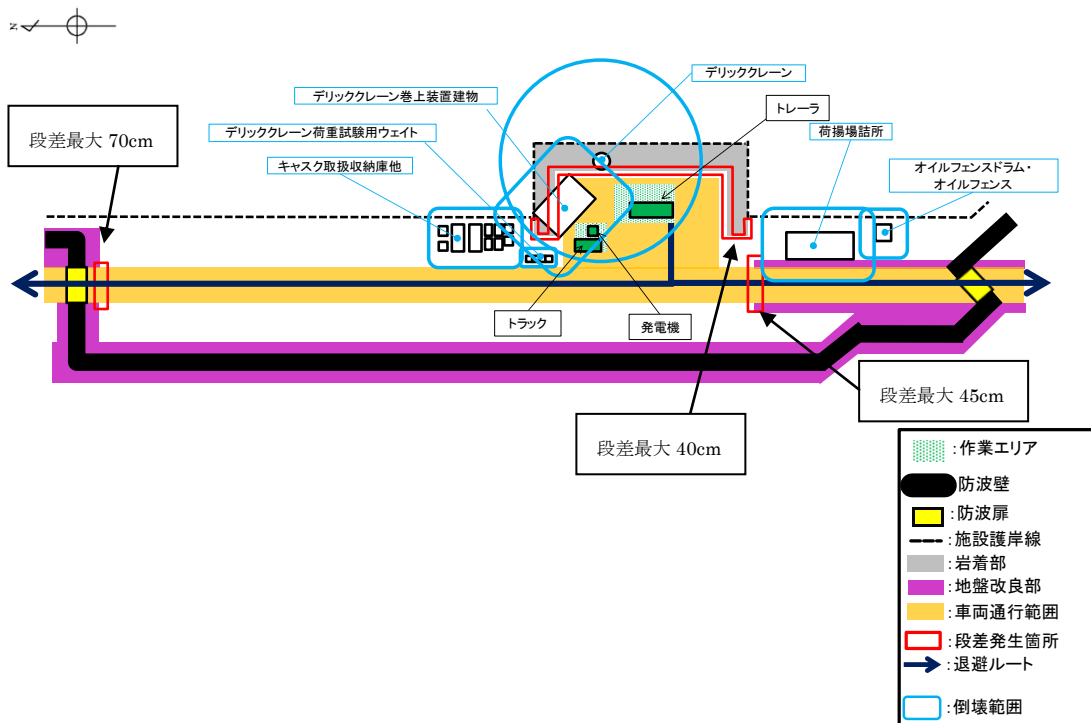 N
デリッククレーン
デリッククレーン巻上装置建物
トレーラ
段差最大 70cm
デリッククレーン荷重試験用ウェイト
荷揚場詰所
キャスク取扱収納庫他
オイルフェンスドラム・
オイルフェンス
トラック
発電機
段差最大 45cm
段差最大 40cm
:作業エリア
:防波壁
:防波扉
:施設護岸線
:岩着部
:地盤改良部
:車両通行範囲
:段差発生箇所
:退避ルート
:倒壊範囲